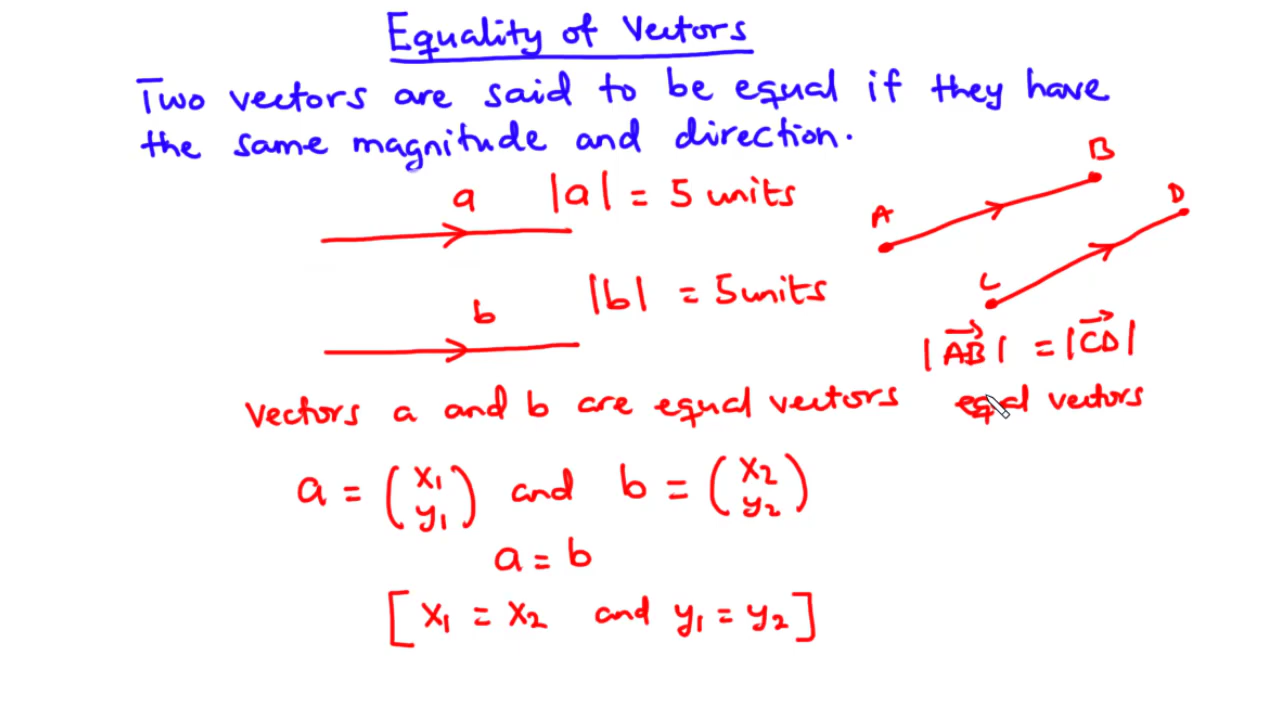 Equality of Vectors
Two vectors are said to be equal if they have
the same magnitude and direction.
a |a| = 5 units
b |b| = 5 units
A B
C D
|AB→| = |CD→|
vectors a and b are equal vectors
equal vectors
a = (x₁ y₁) and b = (x₂ y₂)
a = b
[x₁ = x₂ and y₁ = y₂]